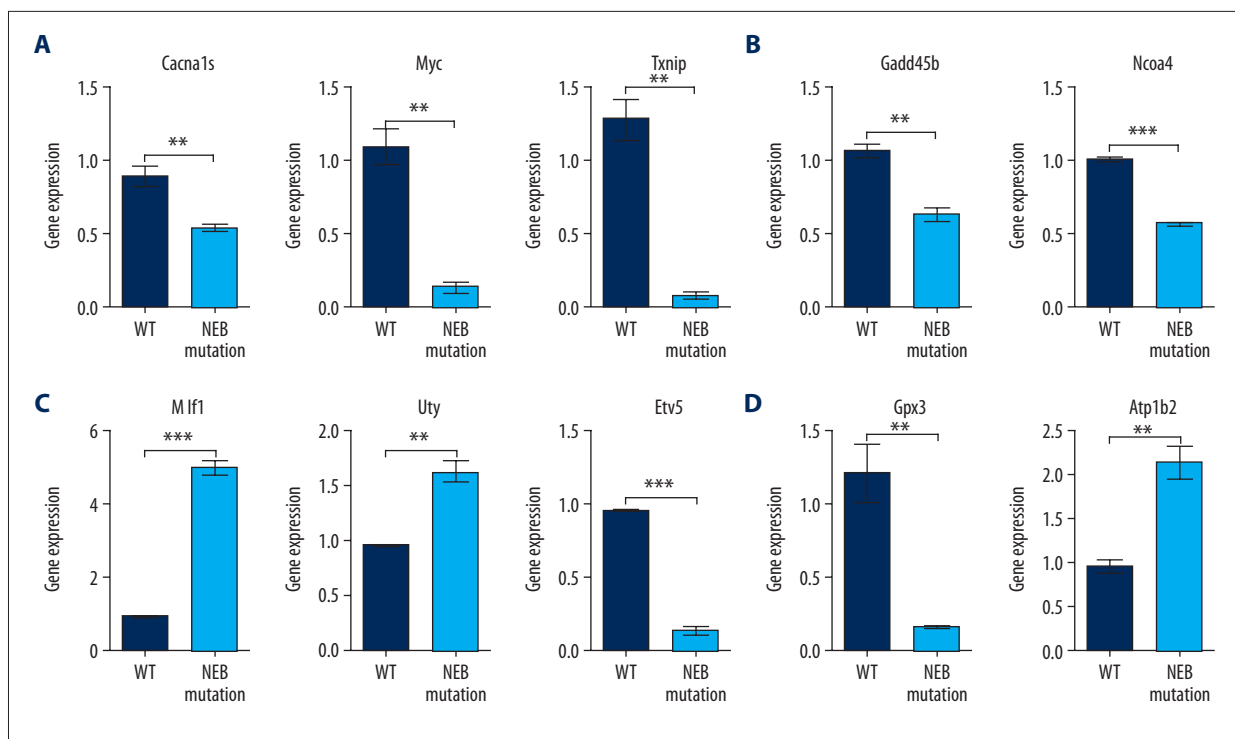 A
Cacna1s
Gene expression
1.5
1.0
0.5
0.0
**
WT
NEB
mutation
Myc
Gene expression
1.5
1.0
0.5
0.0
**
WT
NEB
mutation
Txnip
Gene expression
1.5
1.0
0.5
0.0
**
WT
NEB
mutation
B
Gadd45b
Gene expression
1.5
1.0
0.5
0.0
**
WT
NEB
mutation
Ncoa4
Gene expression
1.5
1.0
0.5
0.0
***
WT
NEB
mutation
C
M lf1
Gene expression
6
4
2
0
***
WT
NEB
mutation
Uty
Gene expression
2.0
1.5
1.0
1.5
0.0
**
WT
NEB
mutation
Etv5
Gene expression
1.5
1.0
0.5
0.0
***
WT
NEB
mutation
D
Gpx3
Gene expression
1.5
1.0
0.5
0.0
**
WT
NEB
mutation
Atp1b2
Gene expression
2.5
2.0
1.5
1.0
0.5
0.0
**
WT
NEB
mutation